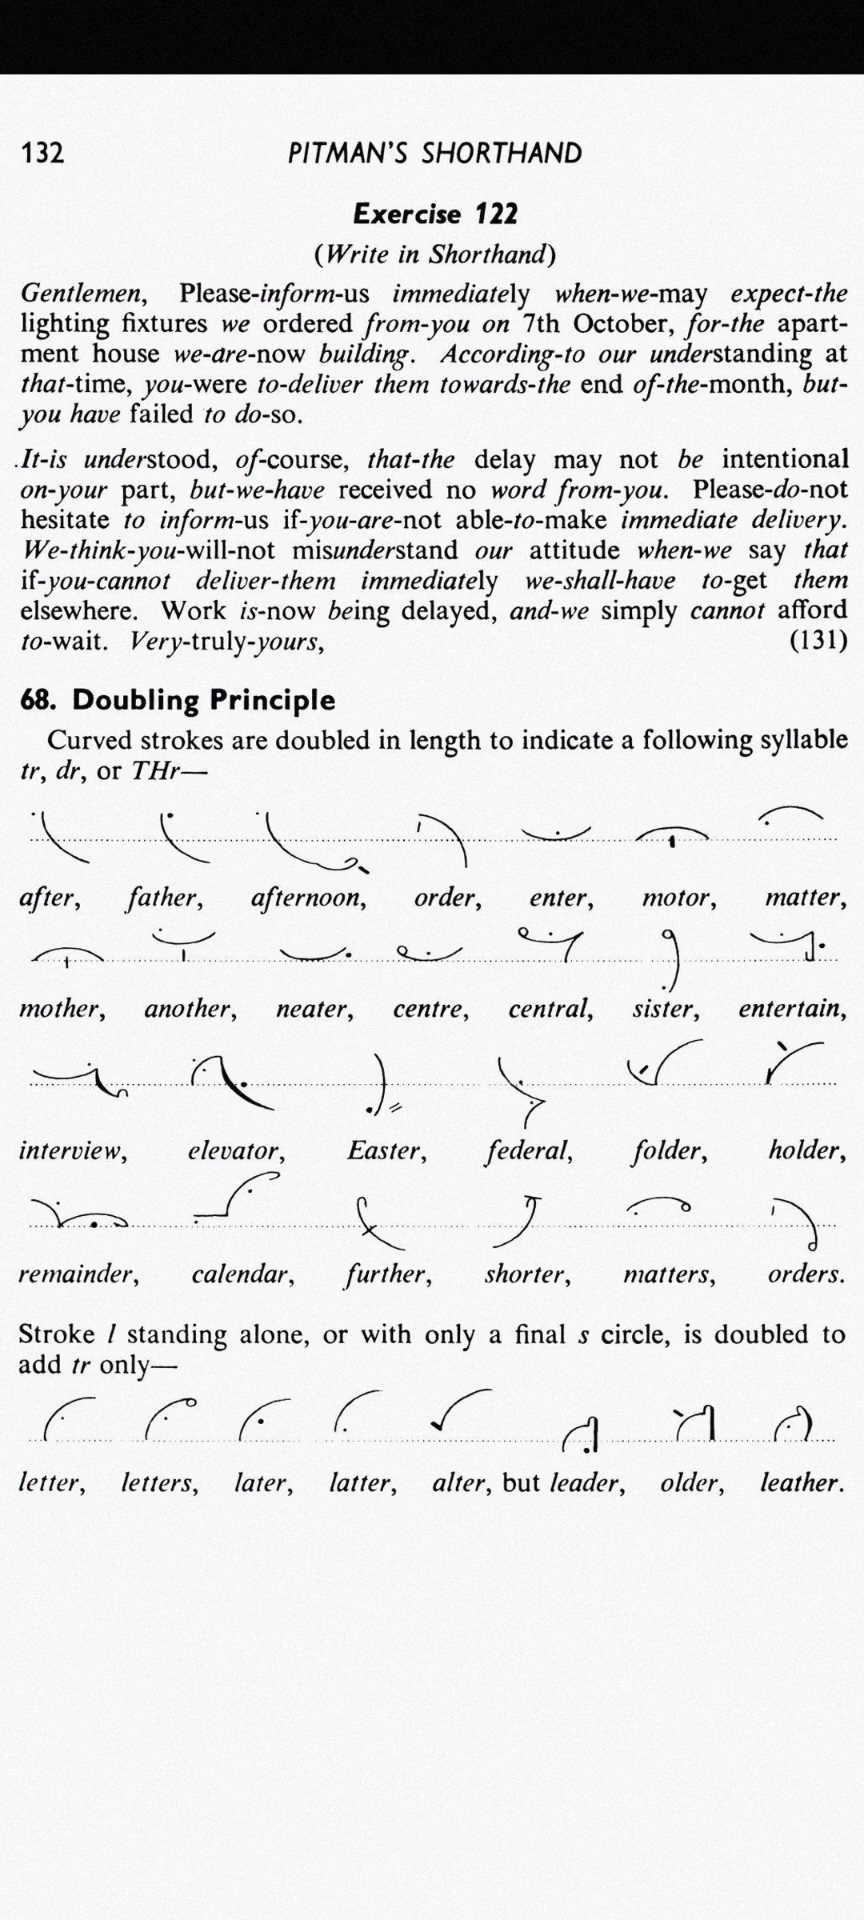 132 PITMAN'S SHORTHAND
Exercise 122
(Write in Shorthand)
Gentlemen, Please-inform-us immediately when-we-may expect-the
lighting fixtures we ordered from-you on 7th October, for-the apart-
ment house we-are-now building. According-to our understanding at
that-time, you-were to-deliver them towards-the end of-the-month, but-
you have failed to do-so.
It-is understood, of-course, that-the delay may not be intentional
on-your part, but-we-have received no word from-you. Please-do-not
hesitate to inform-us if-you-are-not able-to-make immediate delivery.
We-think-you-will-not misunderstand our attitude when-we say that
if-you-cannot deliver-them immediately we-shall-have to-get them
elsewhere. Work is-now being delayed, and-we simply cannot afford
to-wait. Very-truly-yours, (131)
68. Doubling Principle
Curved strokes are doubled in length to indicate a following syllable
tr, dr, or THr—
after, father, afternoon, order, enter, motor, matter,
mother, another, neater, centre, central, sister, entertain,
interview, elevator, Easter, federal, folder, holder,
remainder, calendar, further, shorter, matters, orders.
Stroke l standing alone, or with only a final s circle, is doubled to
add tr only—
letter, letters, later, latter, alter, but leader, older, leather.